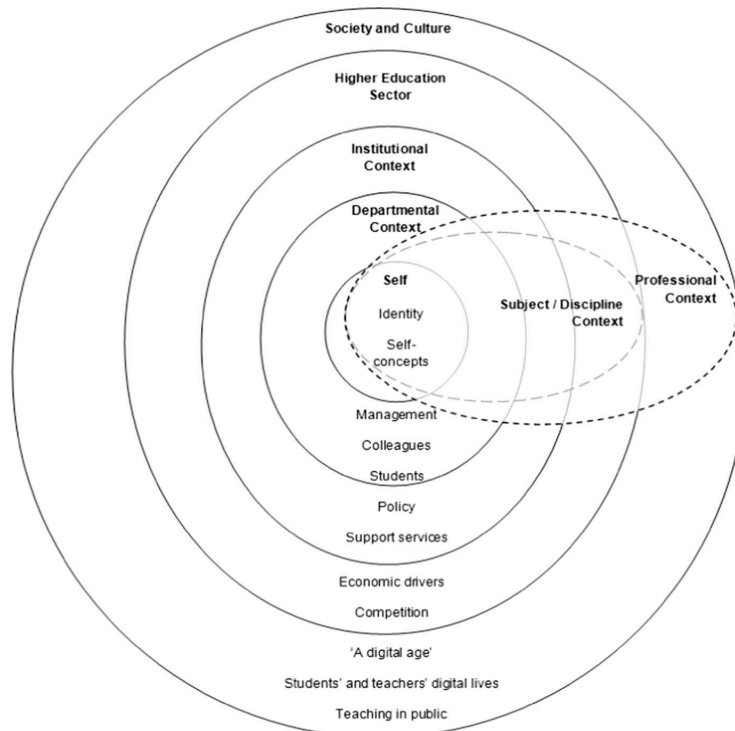 Society and Culture
Higher Education
Sector
Institutional
Context
Departmental
Context
Self
Identity
Self-
concepts
Subject / Discipline
Context
Professional
Context
Management
Colleagues
Students
Policy
Support services
Economic drivers
Competition
'A digital age'
Students' and teachers' digital lives
Teaching in public